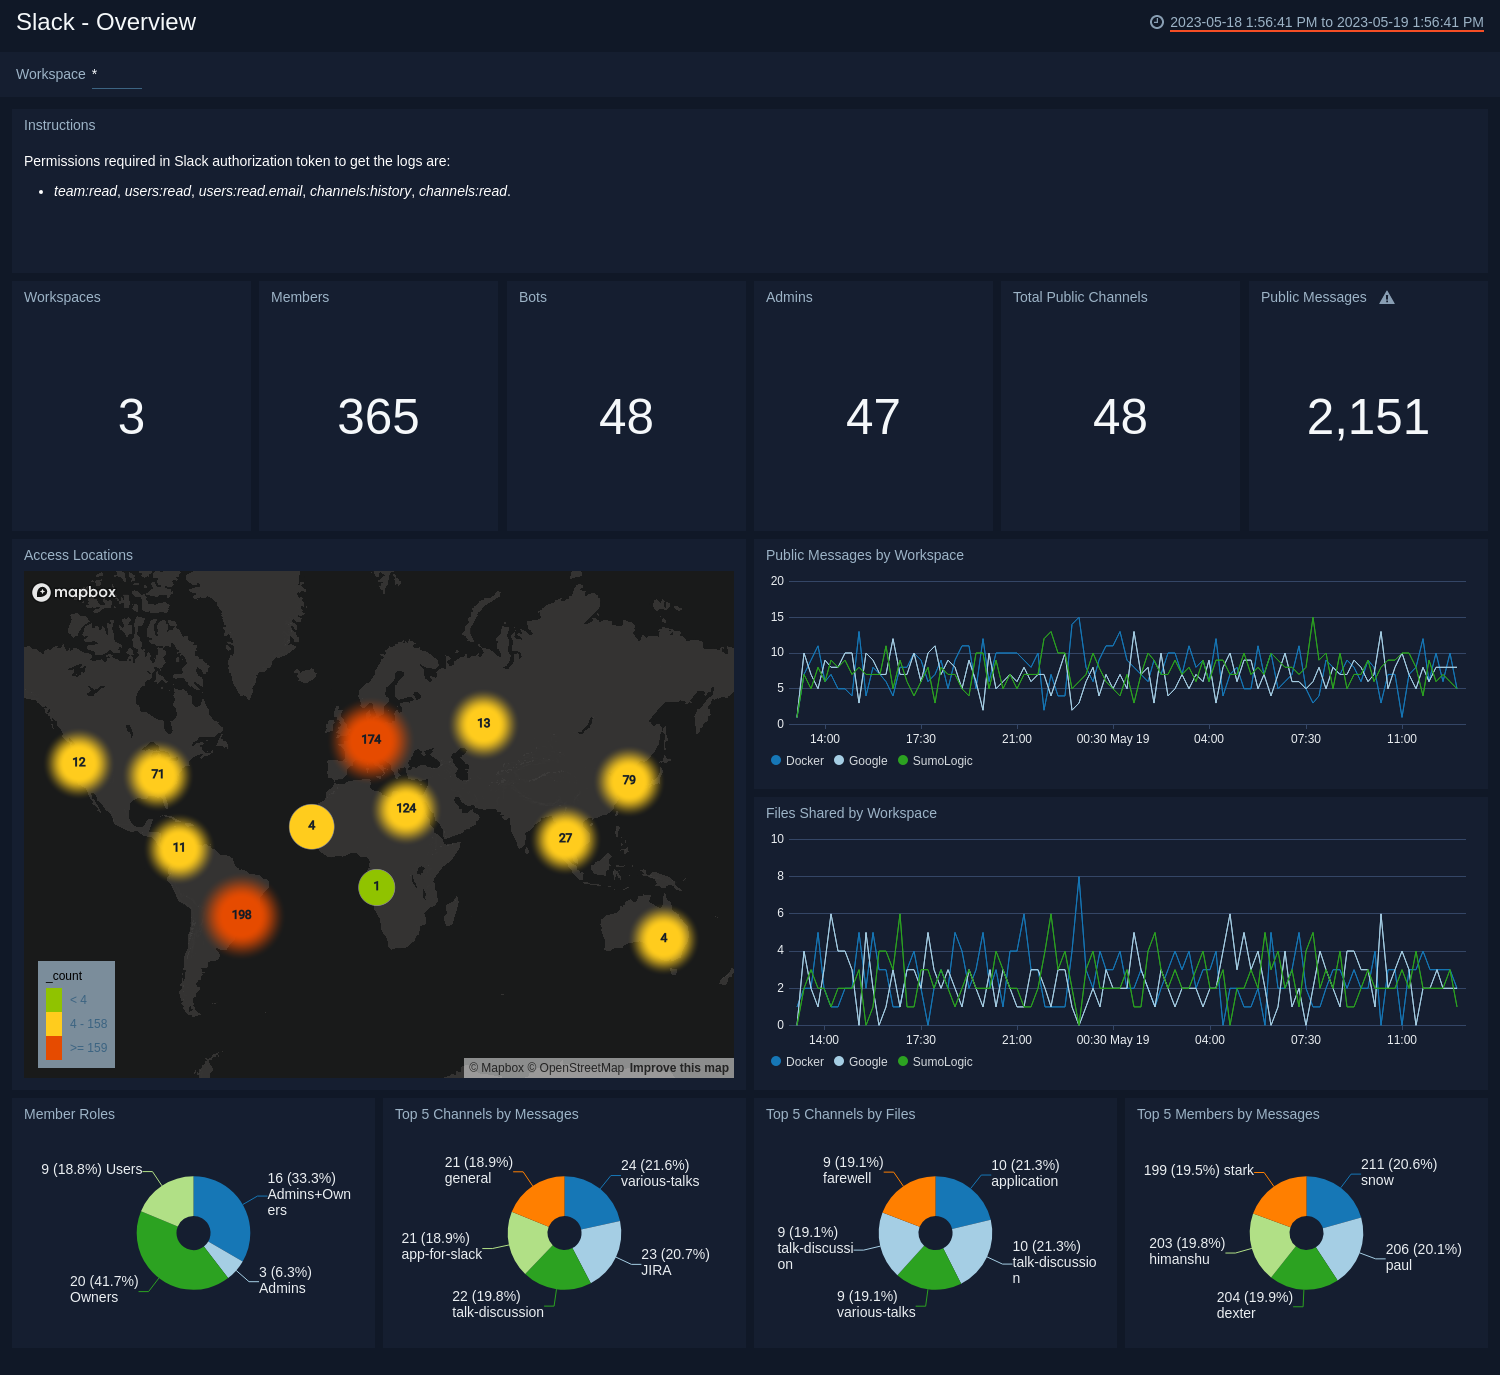 Slack - Overview
2023-05-18 1:56:41 PM to 2023-05-19 1:56:41 PM
Workspace *
Instructions
Permissions required in Slack authorization token to get the logs are:
• team:read, users:read, users:read.email, channels:history, channels:read.
Workspaces
3
Members
365
Bots
48
Admins
47
Total Public Channels
48
Public Messages
2,151
Access Locations
mapbox
174
13
12
71
79
124
4
27
11
1
198
4
_count
< 4
4 - 158
>= 159
© Mapbox © OpenStreetMap Improve this map
Public Messages by Workspace
20
15
10
5
0
14:00 17:30 21:00 00:30 May 19 04:00 07:30 11:00
Docker Google SumoLogic
Files Shared by Workspace
10
8
6
4
2
0
14:00 17:30 21:00 00:30 May 19 04:00 07:30 11:00
Docker Google SumoLogic
Member Roles
9 (18.8%) Users
16 (33.3%)
Admins+Own
ers
3 (6.3%)
Admins
20 (41.7%)
Owners
Top 5 Channels by Messages
21 (18.9%)
general
24 (21.6%)
various-talks
21 (18.9%)
app-for-slack
23 (20.7%)
JIRA
22 (19.8%)
talk-discussion
Top 5 Channels by Files
9 (19.1%)
farewell
10 (21.3%)
application
9 (19.1%)
talk-discussi
on
10 (21.3%)
talk-discussio
n
9 (19.1%)
various-talks
Top 5 Members by Messages
199 (19.5%) stark
211 (20.6%)
snow
203 (19.8%)
himanshu
206 (20.1%)
paul
204 (19.9%)
dexter